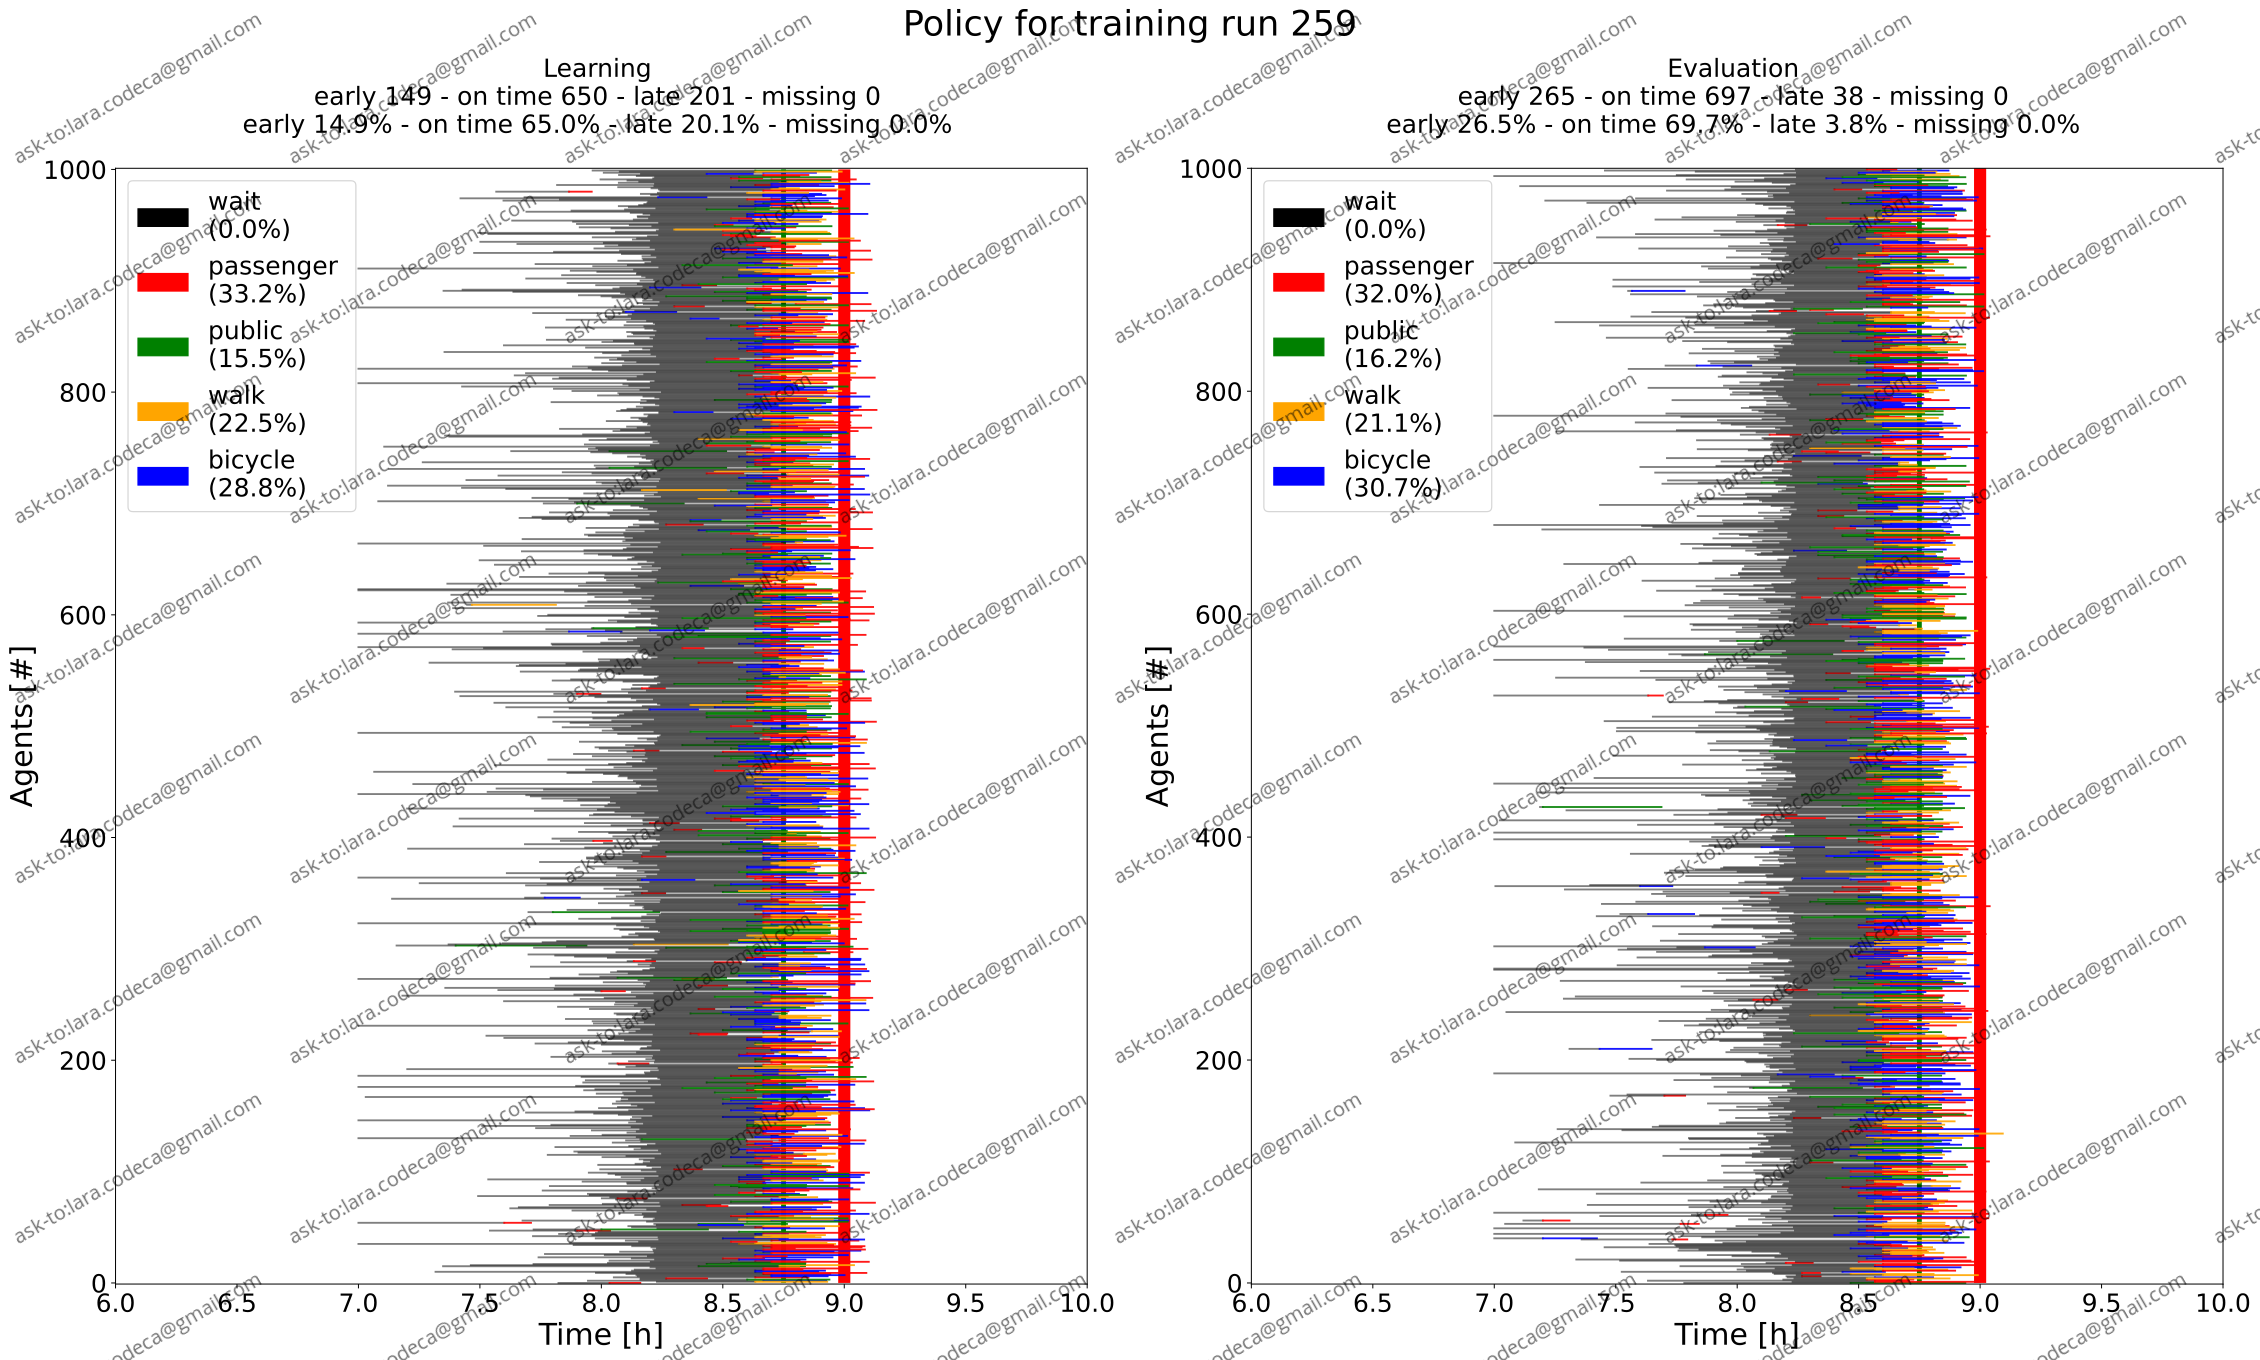 Policy for training run 259
Learning
early 149 - on time 650 - late 201 - missing 0
early 14.9% - on time 65.0% - late 20.1% - missing 0.0%
1000
800
600
400
200
0
Agents [#]
wait
(0.0%)
passenger
(33.2%)
public
(15.5%)
walk
(22.5%)
bicycle
(28.8%)
6.0 6.5 7.0 7.5 8.0 8.5 9.0 9.5 10.0
Time [h]
Evaluation
early 265 - on time 697 - late 38 - missing 0
early 26.5% - on time 69.7% - late 3.8% - missing 0.0%
1000
800
600
400
200
0
Agents [#]
wait
(0.0%)
passenger
(32.0%)
public
(16.2%)
walk
(21.1%)
bicycle
(30.7%)
6.0 6.5 7.0 7.5 8.0 8.5 9.0 9.5 10.0
Time [h]
ask-to:lara.codeca@gmail.com